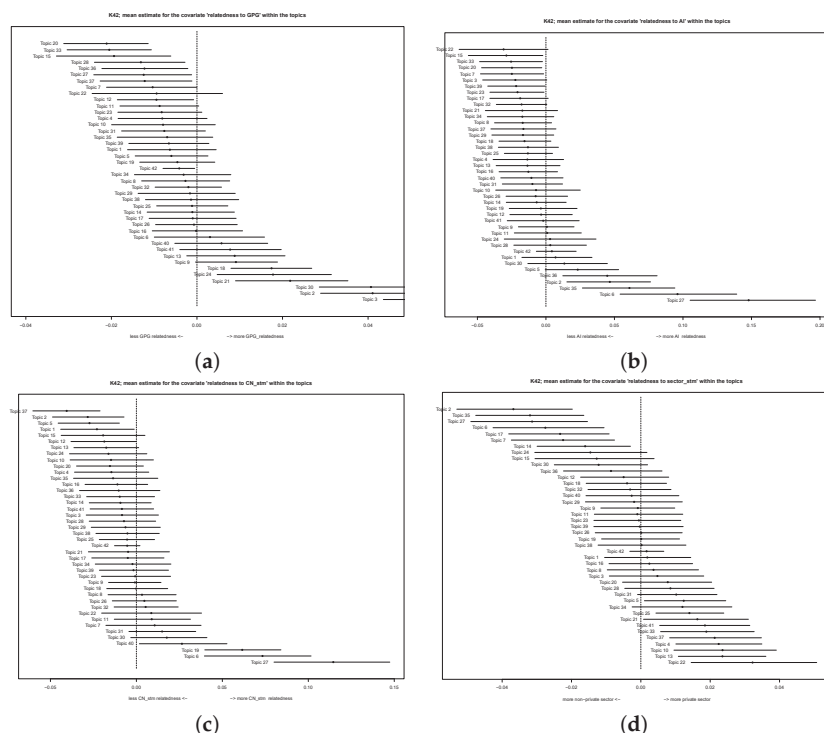 K42; mean estimate for the covariate 'relatedness to GPG' within the topics
Topic 20
Topic 33
Topic 15
Topic 28
Topic 36
Topic 27
Topic 37
Topic 7
Topic 22
Topic 12
Topic 11
Topic 23
Topic 4
Topic 10
Topic 31
Topic 35
Topic 39
Topic 1
Topic 5
Topic 19
Topic 42
Topic 34
Topic 8
Topic 32
Topic 29
Topic 38
Topic 25
Topic 14
Topic 17
Topic 26
Topic 16
Topic 6
Topic 40
Topic 41
Topic 13
Topic 9
Topic 18
Topic 24
Topic 21
Topic 30
Topic 2
Topic 3
−0.04 −0.02 0.00 0.02 0.04
less GPG relatedness <- −> more GPG_relatedness
(a)
K42; mean estimate for the covariate 'relatedness to AI' within the topics
Topic 22
Topic 15
Topic 33
Topic 20
Topic 7
Topic 3
Topic 39
Topic 23
Topic 17
Topic 32
Topic 21
Topic 34
Topic 8
Topic 37
Topic 29
Topic 18
Topic 38
Topic 25
Topic 4
Topic 13
Topic 16
Topic 40
Topic 31
Topic 10
Topic 26
Topic 14
Topic 19
Topic 12
Topic 41
Topic 9
Topic 11
Topic 24
Topic 28
Topic 42
Topic 1
Topic 30
Topic 5
Topic 36
Topic 2
Topic 35
Topic 6
Topic 27
−0.05 0.00 0.05 0.10 0.15 0.20
less AI relatedness <- −> more AI relatedness
(b)
K42; mean estimate for the covariate 'relatedness to CN_stm' within the topics
Topic 37
Topic 2
Topic 5
Topic 1
Topic 15
Topic 12
Topic 13
Topic 24
Topic 10
Topic 20
Topic 4
Topic 35
Topic 16
Topic 36
Topic 33
Topic 14
Topic 41
Topic 3
Topic 28
Topic 29
Topic 38
Topic 25
Topic 42
Topic 21
Topic 17
Topic 34
Topic 39
Topic 23
Topic 9
Topic 18
Topic 8
Topic 26
Topic 32
Topic 22
Topic 11
Topic 7
Topic 31
Topic 30
Topic 40
Topic 19
Topic 6
Topic 27
−0.05 0.00 0.05 0.10 0.15
less CN_stm relatedness <- −> more CN_stm relatedness
(c)
K42; mean estimate for the covariate 'relatedness to sector_stm' within the topics
Topic 2
Topic 35
Topic 27
Topic 6
Topic 17
Topic 7
Topic 14
Topic 24
Topic 15
Topic 30
Topic 36
Topic 12
Topic
Topic 32
Topic 40
Topic 29
Topic
Topic 11
Topic 23
Topic 39
Topic
Topic
Topic 38
Topic 42
Topic 1
Topic 16
Topic
Topic 3
Topic 20
Topic 28
Topic 31
Topic 5
Topic 34
Topic 25
Topic 21
Topic 41
Topic 33
Topic 37
Topic 4
Topic 10
Topic 13
Topic 22
−0.04 −0.02 0.00 0.02 0.04
more non−private sector <- −> more private sector
(d)